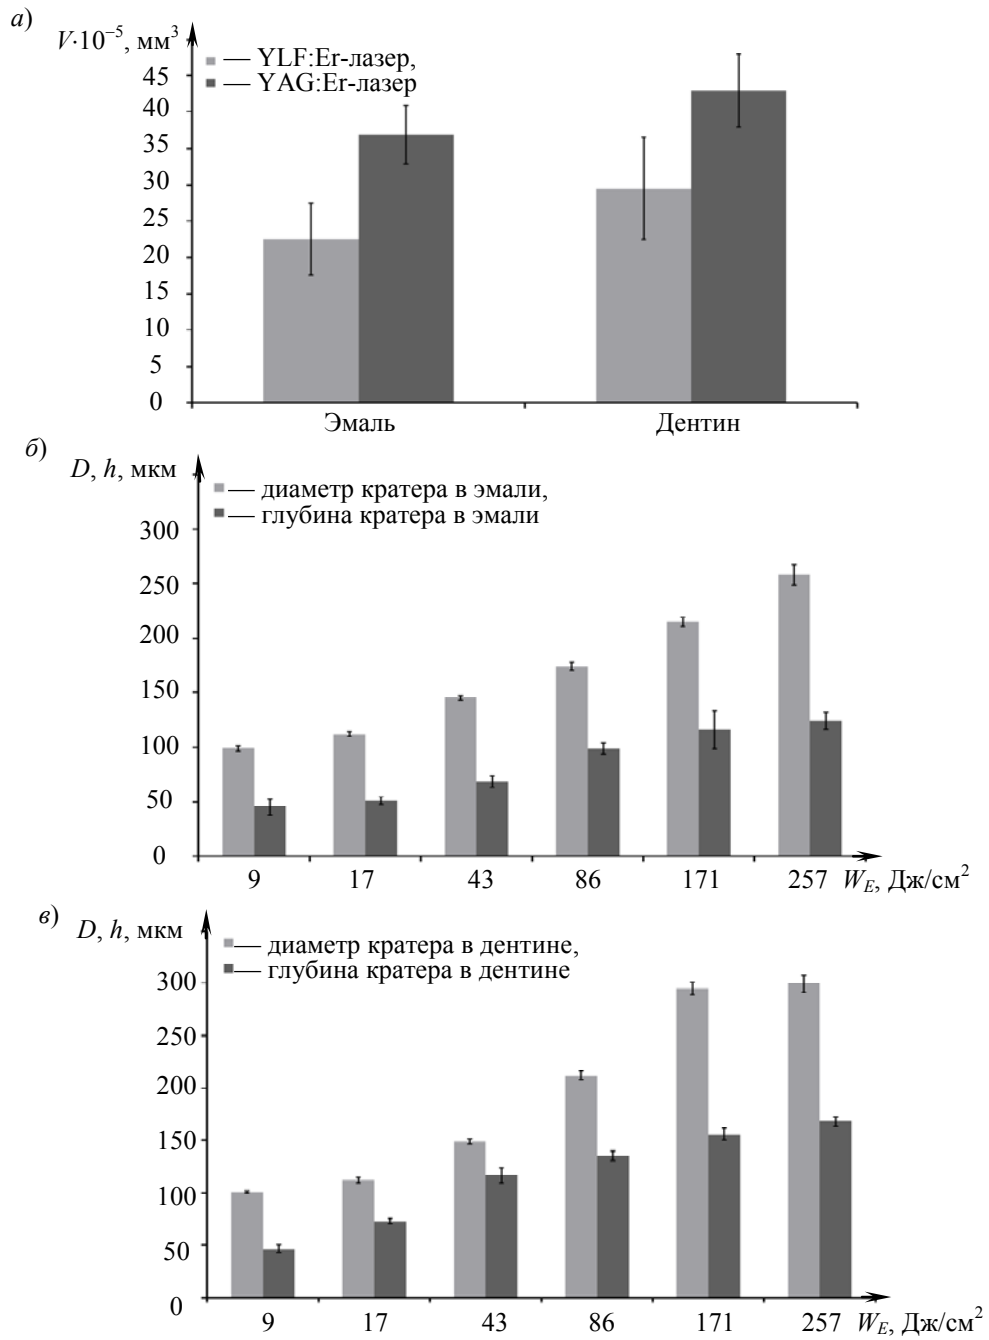 а)
V·10⁻⁵, мм³
— YLF:Er-лазер,
— YAG:Er-лазер
45
40
35
30
25
20
15
10
5
0
Эмаль Дентин
б)
D, h, мкм
— диаметр кратера в эмали,
— глубина кратера в эмали
300
250
200
150
100
50
0
9 17 43 86 171 257 W_E, Дж/см²
в)
D, h, мкм
— диаметр кратера в дентине,
— глубина кратера в дентине
300
250
200
150
100
50
0
9 17 43 86 171 257 W_E, Дж/см²